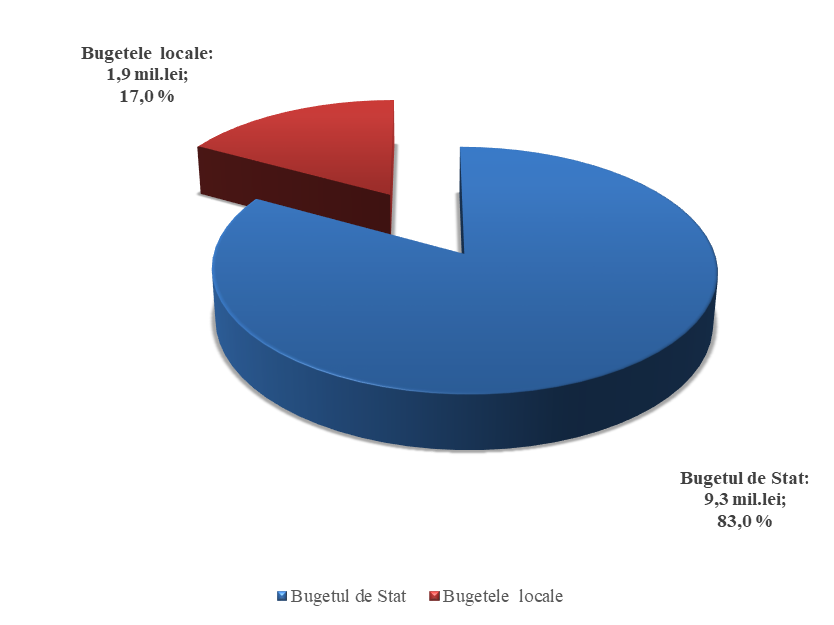 Bugetele locale:
1,9 mil.lei;
17,0 %
Bugetul de Stat:
9,3 mil.lei;
83,0 %
Bugetul de Stat
Bugetele locale